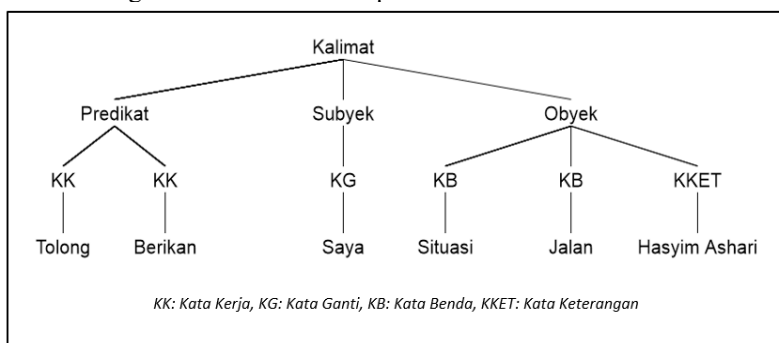 Kalimat
Predikat Subyek Obyek
KK KK KG KB KB KKET
Tolong Berikan Saya Situasi Jalan Hasyim Ashari
KK: Kata Kerja, KG: Kata Ganti, KB: Kata Benda, KKET: Kata Keterangan